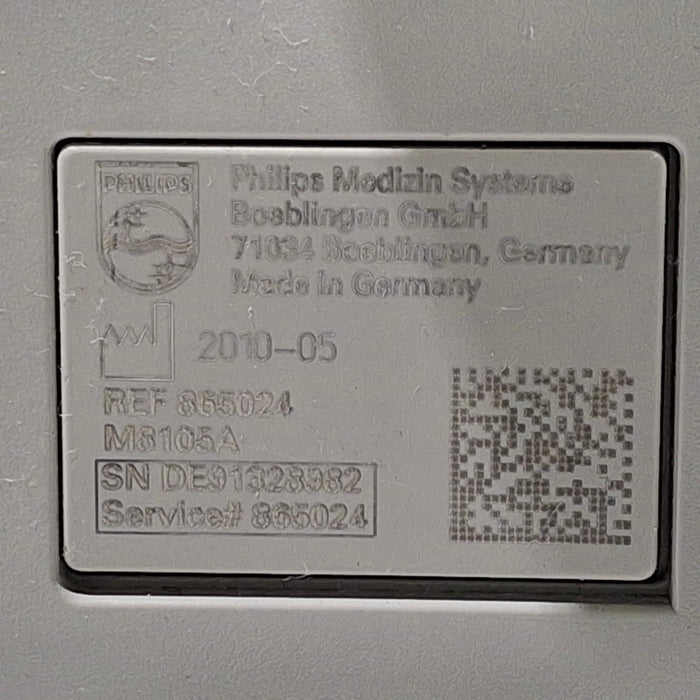 PHILIPS
Philips Medizin Systeme
Boeblingen GmbH
71034 Boeblingen, Germany
Made in Germany
2010-05
REF 865024
M8105A
SN DE91328982
Service# 865024